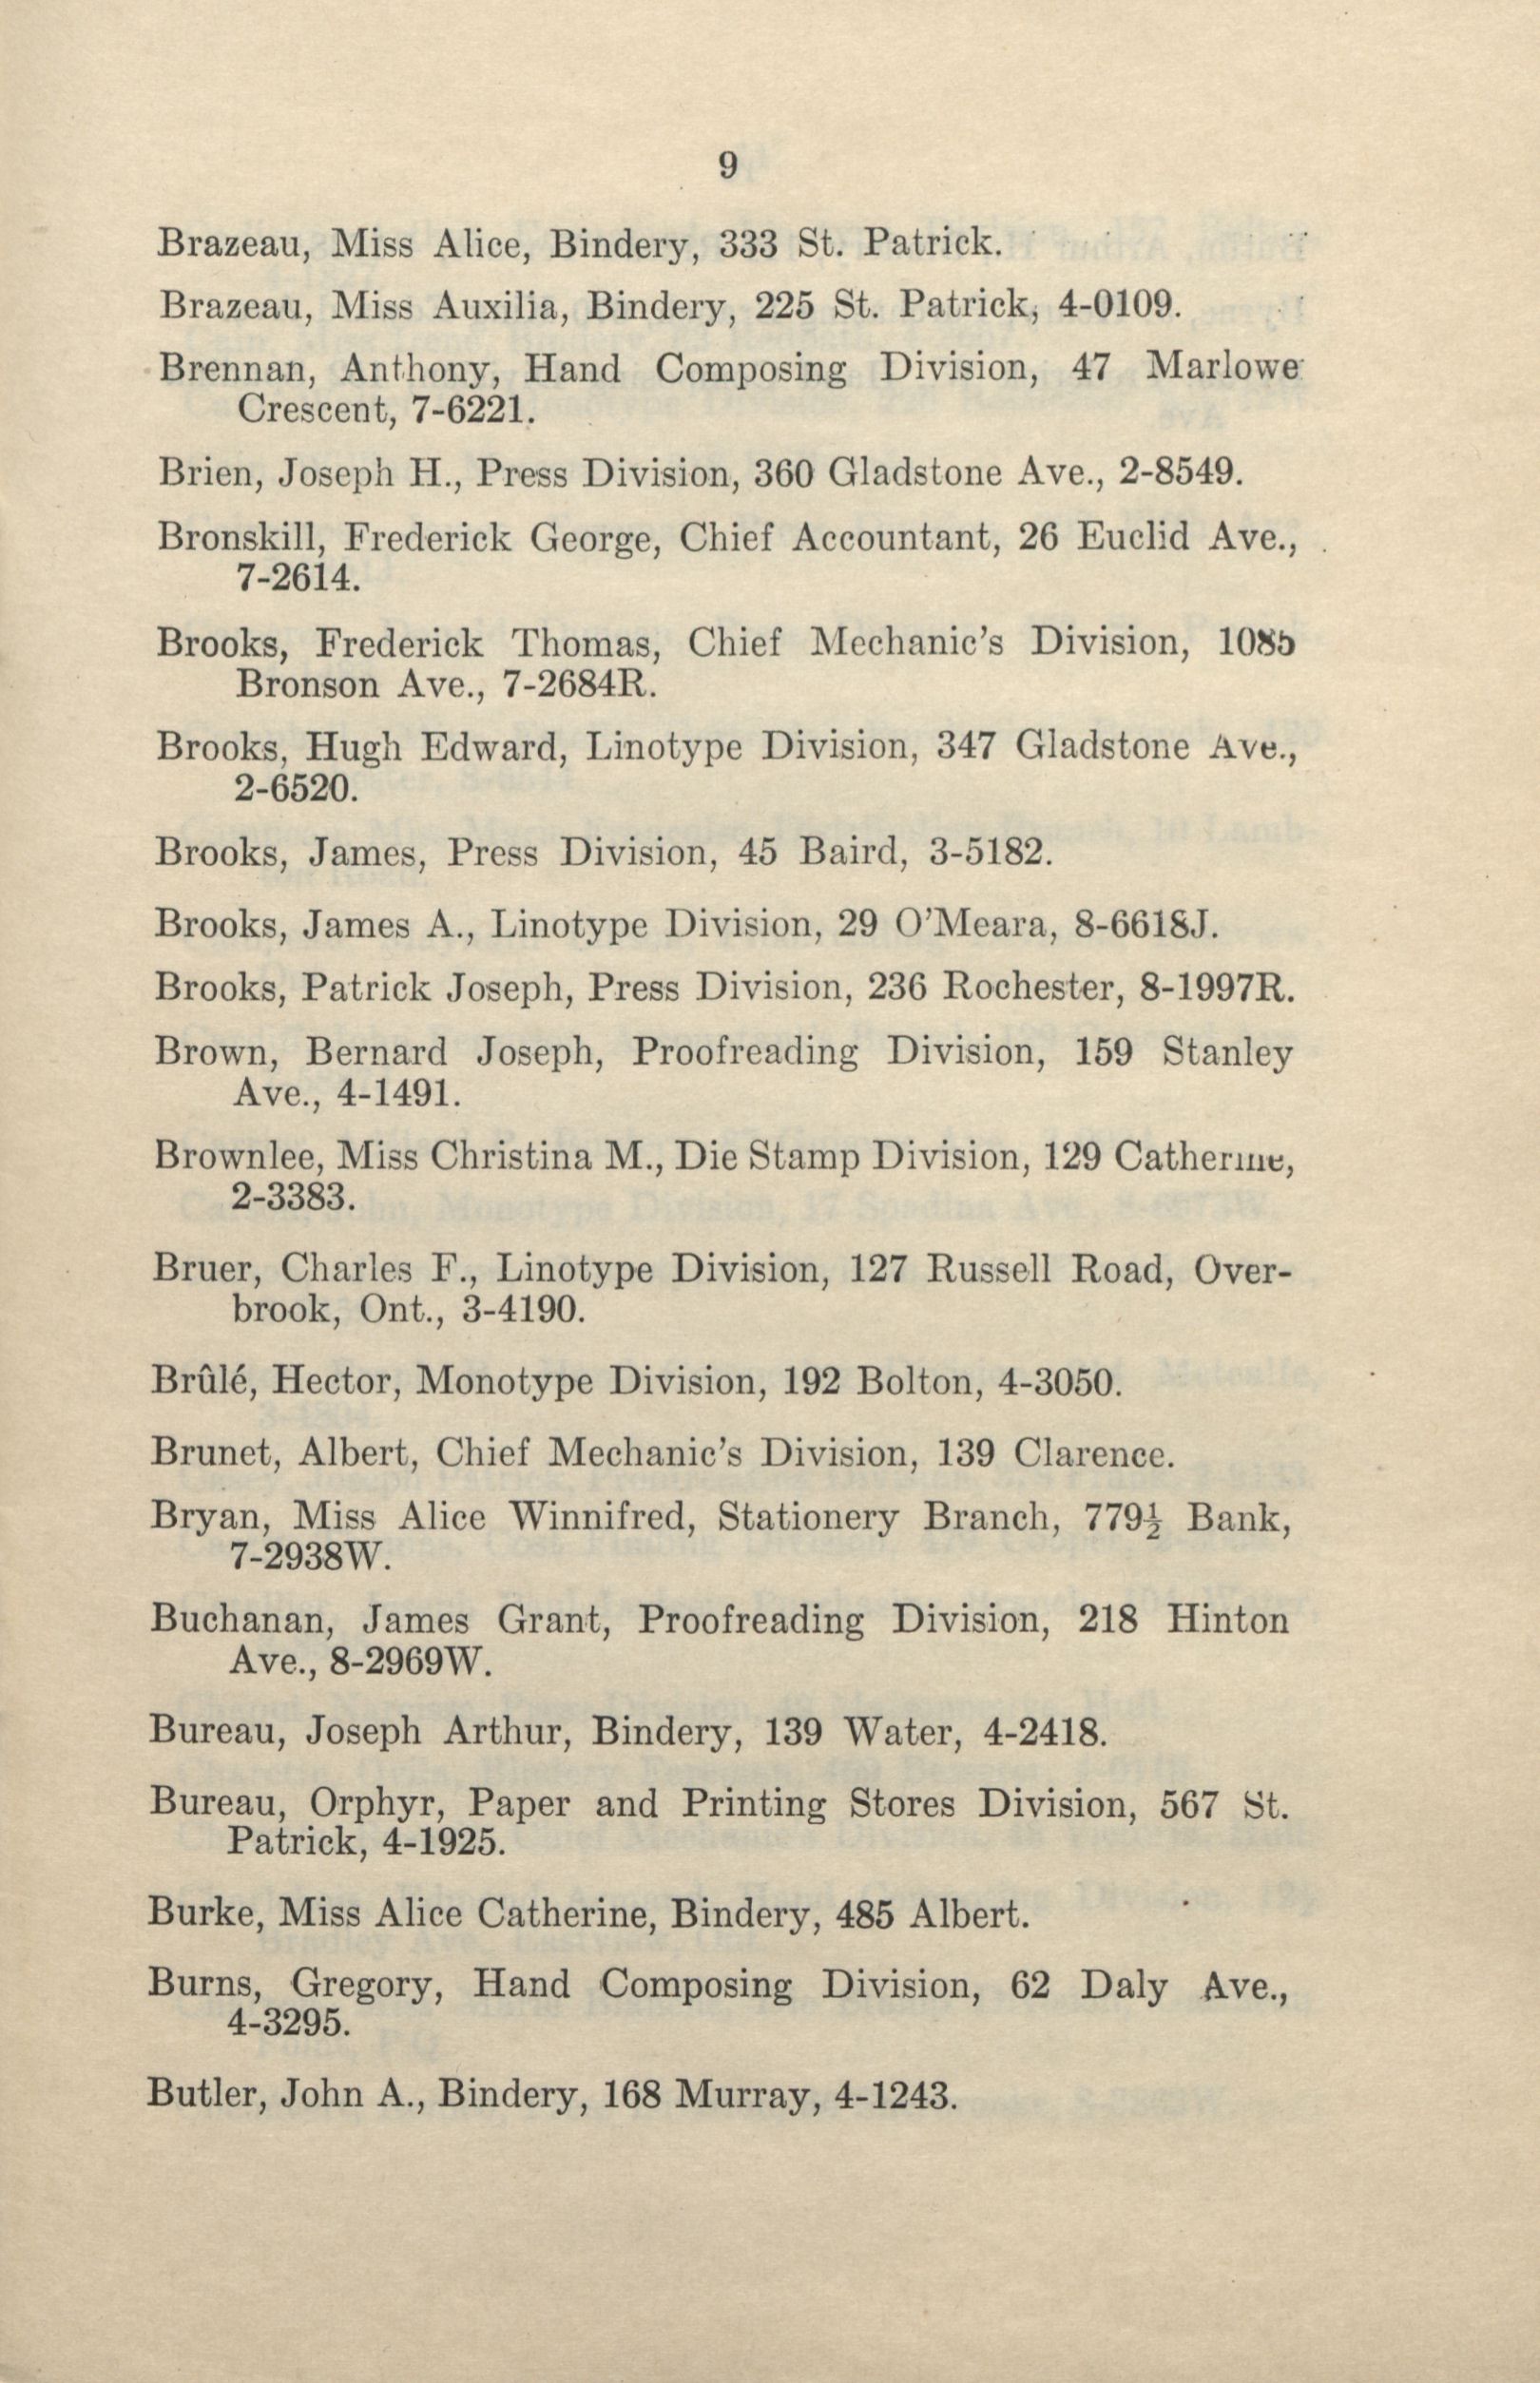 9
Brazeau, Miss Alice, Bindery, 333 St. Patrick.
Brazeau, Miss Auxilia, Bindery, 225 St. Patrick, 4-0109.
Brennan, Anthony, Hand Composing Division, 47 Marlowe
Crescent, 7-6221.
Brien, Joseph H., Press Division, 360 Gladstone Ave., 2-8549.
Bronskill, Frederick George, Chief Accountant, 26 Euclid Ave.,
7-2614.
Brooks, Frederick Thomas, Chief Mechanic's Division, 1085
Bronson Ave., 7-2684R.
Brooks, Hugh Edward, Linotype Division, 347 Gladstone Ave.,
2-6520.
Brooks, James, Press Division, 45 Baird, 3-5182.
Brooks, James A., Linotype Division, 29 O'Meara, 8-6618J.
Brooks, Patrick Joseph, Press Division, 236 Rochester, 8-1997R.
Brown, Bernard Joseph, Proofreading Division, 159 Stanley
Ave., 4-1491.
Brownlee, Miss Christina M., Die Stamp Division, 129 Catherine,
2-3383.
Bruer, Charles F., Linotype Division, 127 Russell Road, Over-
brook, Ont., 3-4190.
Brûlé, Hector, Monotype Division, 192 Bolton, 4-3050.
Brunet, Albert, Chief Mechanic's Division, 139 Clarence.
Bryan, Miss Alice Winnifred, Stationery Branch, 779½ Bank,
7-2938W.
Buchanan, James Grant, Proofreading Division, 218 Hinton
Ave., 8-2969W.
Bureau, Joseph Arthur, Bindery, 139 Water, 4-2418.
Bureau, Orphyr, Paper and Printing Stores Division, 567 St.
Patrick, 4-1925.
Burke, Miss Alice Catherine, Bindery, 485 Albert.
Burns, Gregory, Hand Composing Division, 62 Daly Ave.,
4-3295.
Butler, John A., Bindery, 168 Murray, 4-1243.